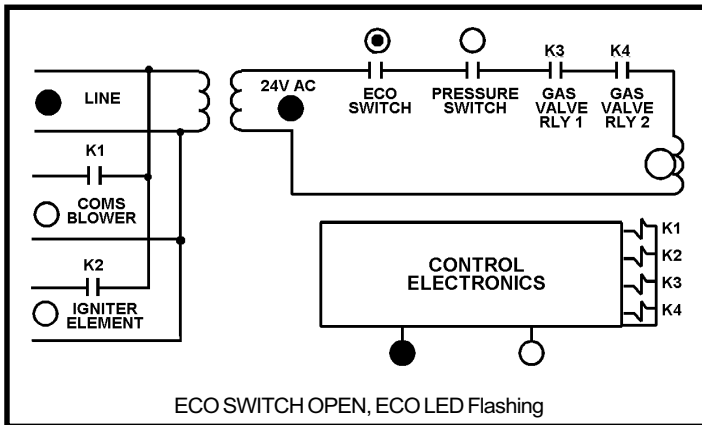 K3 K4
24V AC
LINE
ECO
SWITCH
PRESSURE
SWITCH
GAS
VALVE
RLY 1
GAS
VALVE
RLY 2
K1
COMS
BLOWER
K2
IGNITER
ELEMENT
CONTROL
ELECTRONICS
K1
K2
K3
K4
ECO SWITCH OPEN, ECO LED Flashing